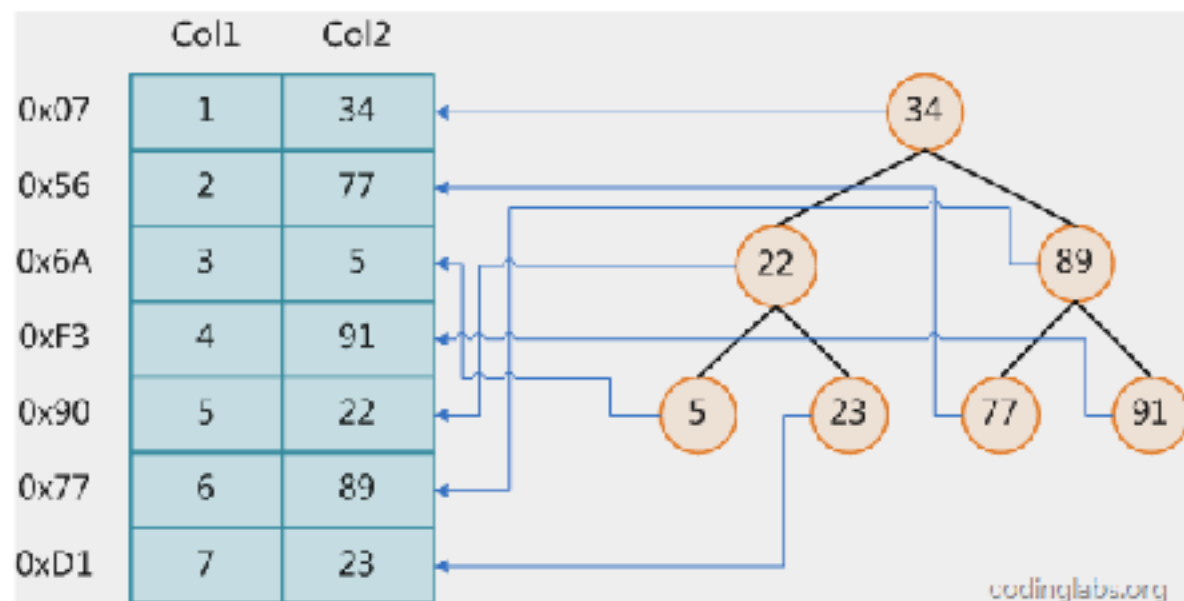 Col1 Col2
0x07 1 34 34
0x56 2 77
0x6A 3 5 22 89
0xF3 4 91
0x90 5 22 5 23 77 91
0x77 6 89
0xD1 7 23
codinglabs.org